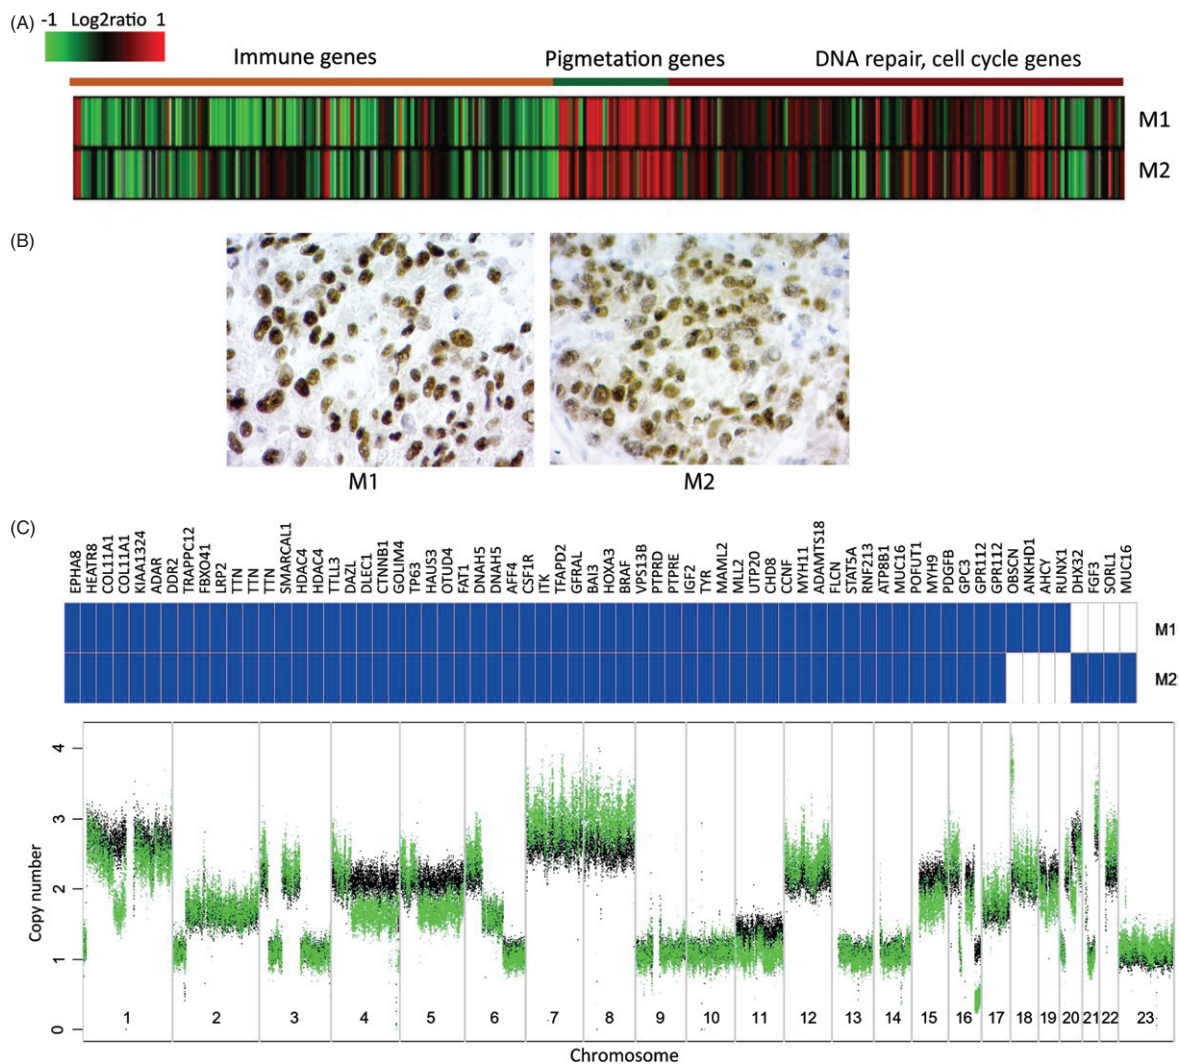 (A)
-1 Log2ratio 1
Immune genes
Pigmetation genes
DNA repair, cell cycle genes
M1
M2
(B)
M1
M2
(C)
EPHA8
HEATR8
COL11A1
COL11A1
KIAA1324
ADAR
DDR2
TRAPPC12
FBXO41
LRP2
TTN
TTN
TTN
SMARCAL1
HDAC4
HDAC4
TTLL3
DAZL
DLEC1
CTNNB1
GOLIM4
TP63
HAUS3
OTUD4
FAT1
DNAH5
DNAH5
AFF4
CSF1R
ITK
TFAPD2
GFRAL
BAI3
HOXA3
BRAF
VPS13B
PTPRD
PTPRE
IGF2
TYR
MAML2
MLL2
UTP20
CHD8
CCNF
MYH11
ADAMTS18
FLCN
STAT5A
RNF213
ATP8B1
MUC16
POFUT1
MYH9
PDGFB
GPC3
GPR112
GPR112
OBSCN
ANKHD1
AHCY
RUNX1
DHX32
FGF3
SORL1
MUC16
M1
M2
Copy number
4
3
2
1
0
1 2 3 4 5 6 7 8 9 10 11 12 13 14 15 16 17 18 19 20 21 22 23
Chromosome